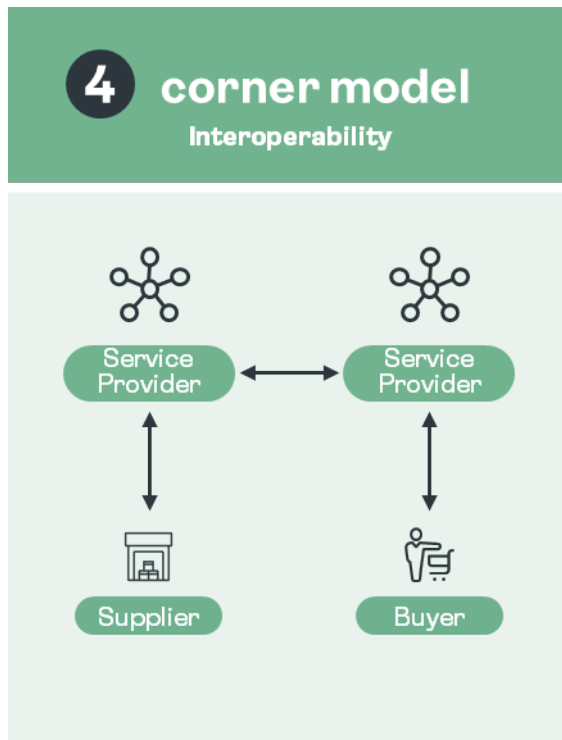 4 corner model
Interoperability
Service
Provider
Service
Provider
Supplier
Buyer